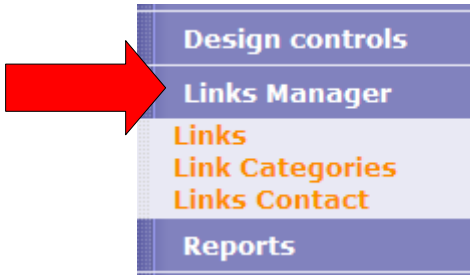 Design controls
Links Manager
Links
Link Categories
Links Contact
Reports